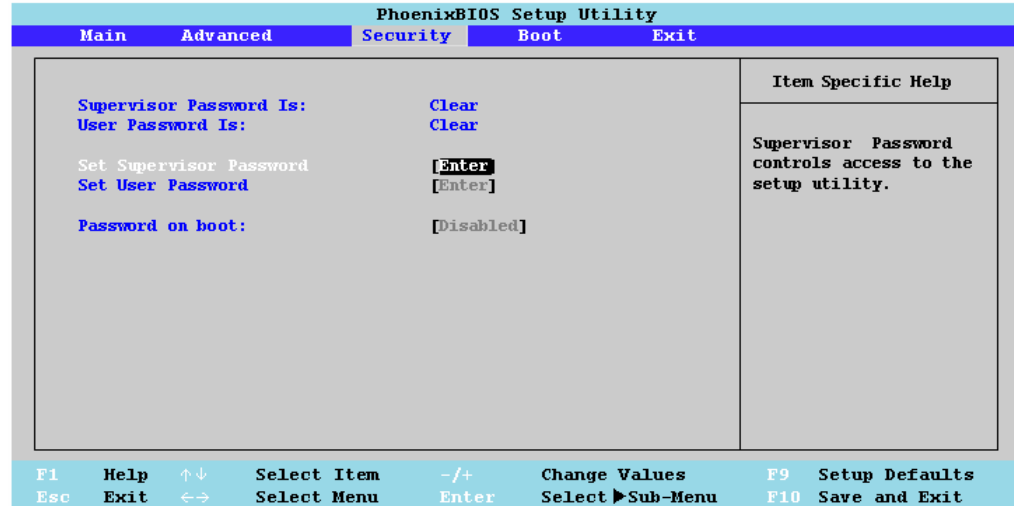 PhoenixBIOS Setup Utility
Main Advanced Security Boot Exit
Supervisor Password Is: Clear
User Password Is: Clear
Set Supervisor Password [Enter]
Set User Password [Enter]
Password on boot: [Disabled]
Item Specific Help
Supervisor Password
controls access to the
setup utility.
F1 Help ↑↓ Select Item -/+ Change Values F9 Setup Defaults
Esc Exit ←→ Select Menu Enter Select ▶Sub-Menu F10 Save and Exit